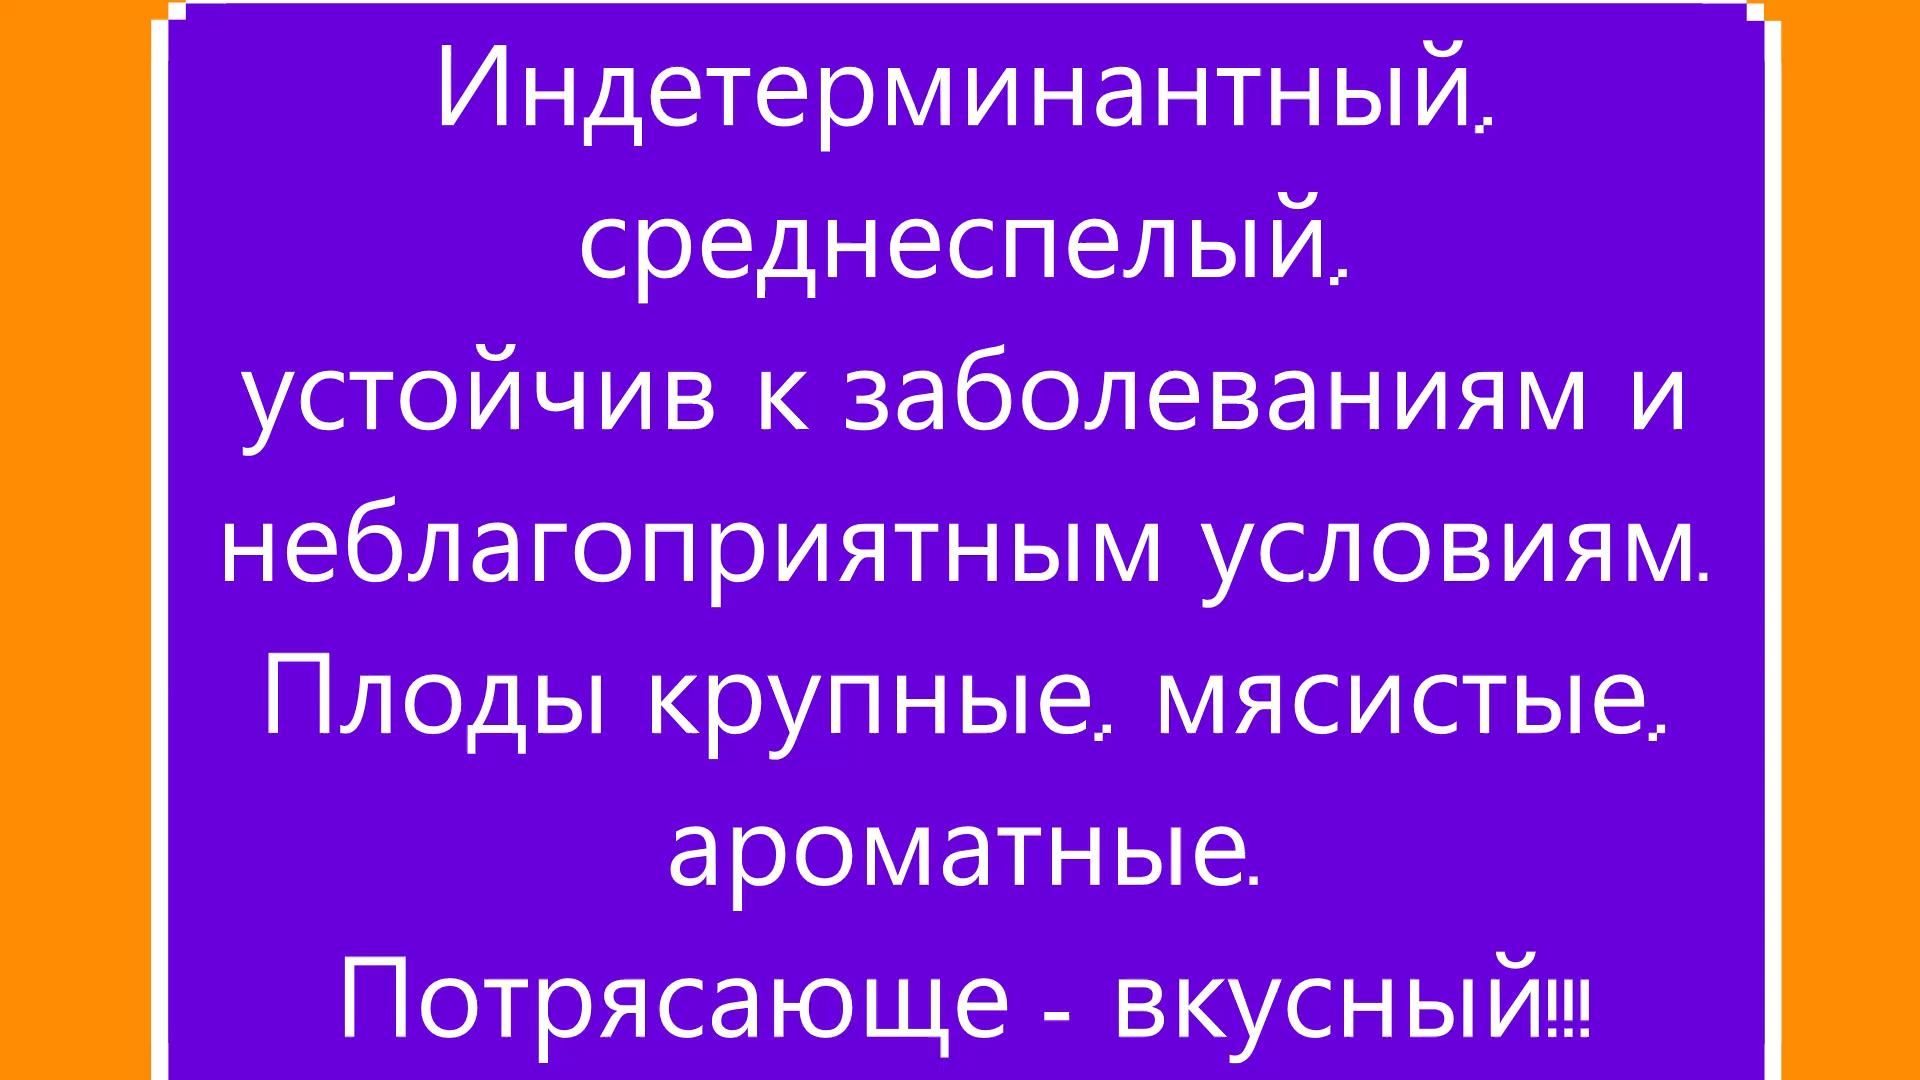 Индетерминантный,
среднеспелый,
устойчив к заболеваниям и
неблагоприятным условиям.
Плоды крупные, мясистые,
ароматные.
Потрясающе - вкусный!!!